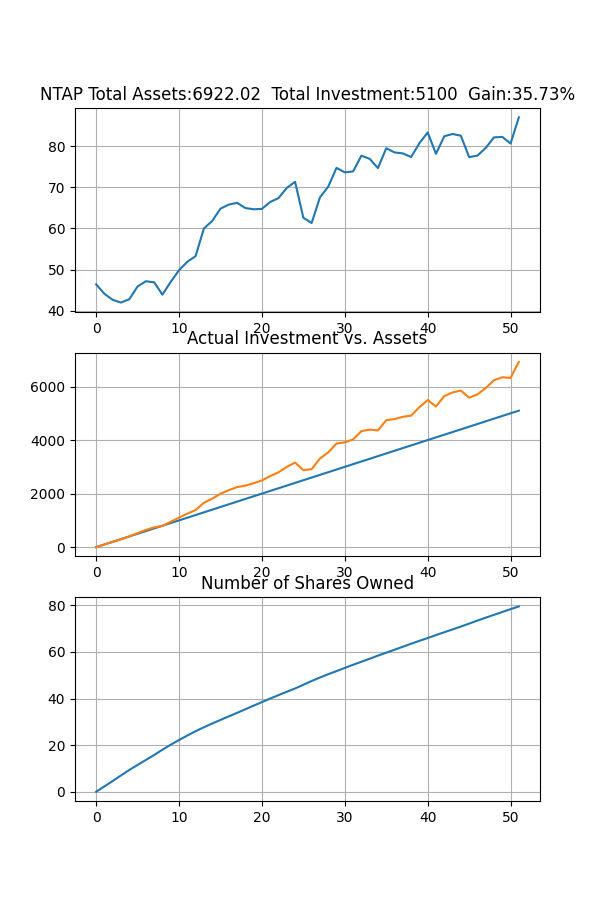 NTAP Total Assets:6922.02  Total Investment:5100  Gain:35.73%
80
70
60
50
40
0 10 20 30 40 50
Actual Investment vs. Assets
6000
4000
2000
0
0 10 20 30 40 50
Number of Shares Owned
80
60
40
20
0
0 10 20 30 40 50